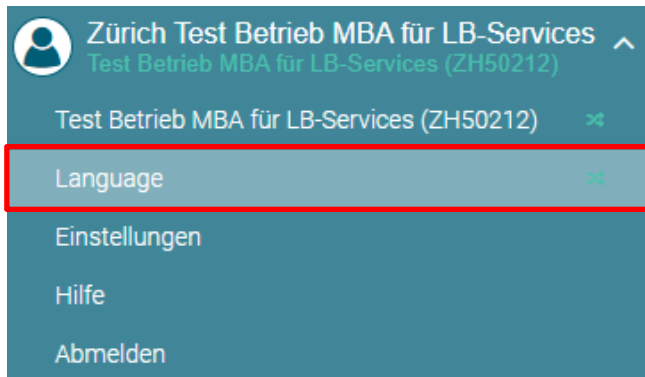 Zürich Test Betrieb MBA für LB-Services
Test Betrieb MBA für LB-Services (ZH50212)
Test Betrieb MBA für LB-Services (ZH50212)
Language
Einstellungen
Hilfe
Abmelden